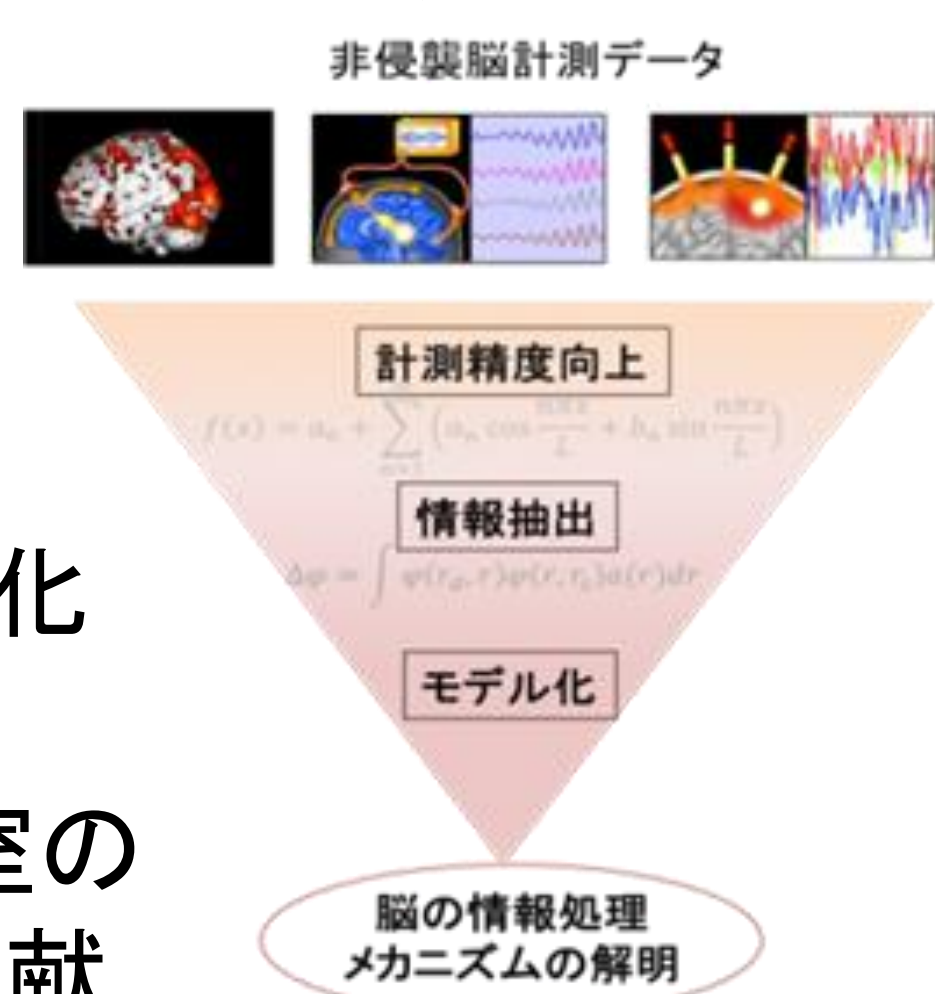 非侵襲脳計測データ
計測精度向上
情報抽出
化
モデル化
室の
献
脳の情報処理
メカニズムの解明